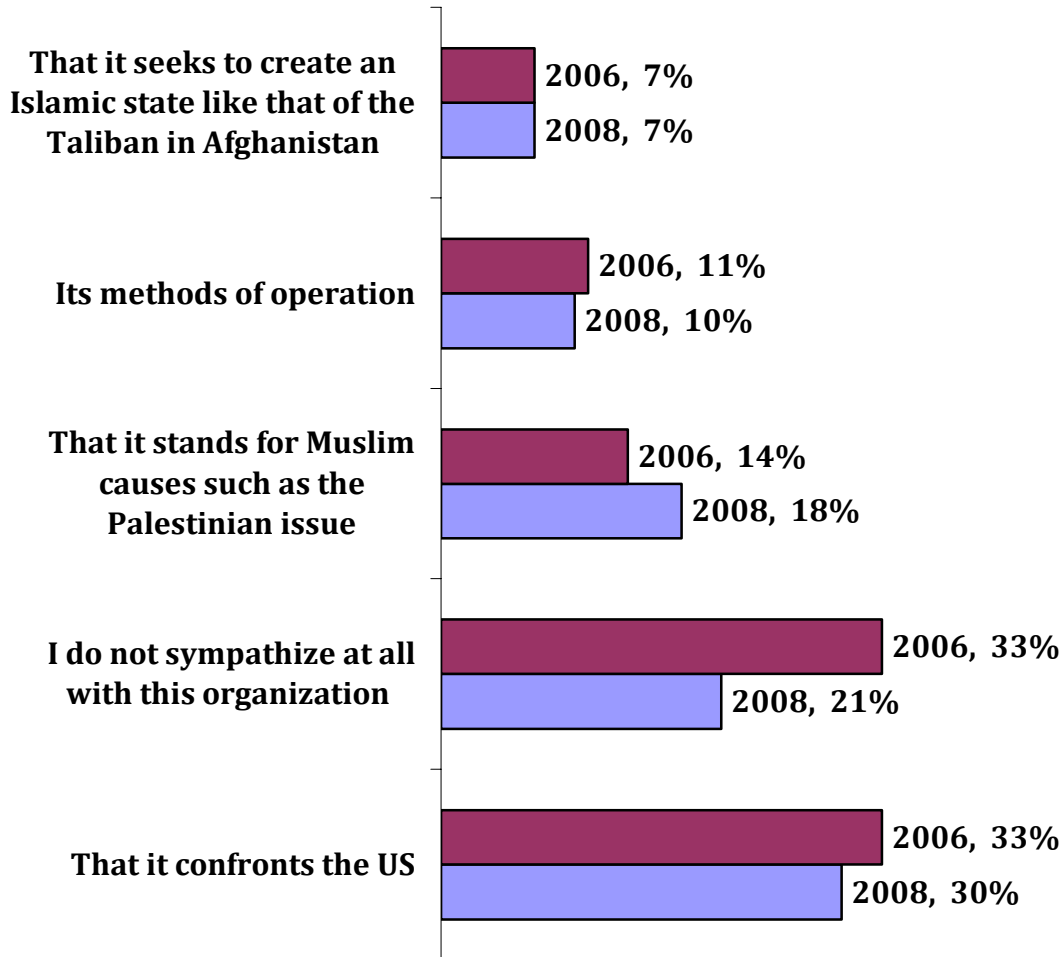 That it seeks to create an
Islamic state like that of the
Taliban in Afghanistan
2006, 7%
2008, 7%
Its methods of operation
2006, 11%
2008, 10%
That it stands for Muslim
causes such as the
Palestinian issue
2006, 14%
2008, 18%
I do not sympathize at all
with this organization
2006, 33%
2008, 21%
That it confronts the US
2006, 33%
2008, 30%